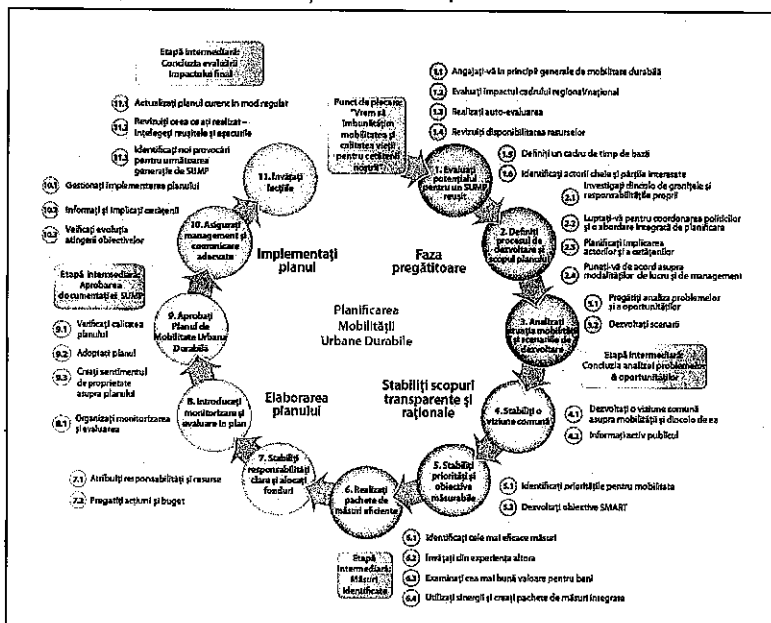 Punct de plecare:
"Vrem să
îmbunătățim
mobilitatea și
calitatea vieții
pentru cetățenii
noștri"
1.1 Angajați-vă în principii generale de mobilitate durabilă
1.2 Evaluați impactul cadrului regional/național
1.3 Realizați auto-evaluarea
1.4 Revizuiți disponibilitarea resurselor
1.5 Definiți un cadru de timp de bază
1.6 Identificați actorii cheie și părțile interesate
1. Evaluați
potențialul
pentru un SUMP
reușit
2.1 Investigați dincolo de granițele și
responsabilitățile proprii
2.2 Luptați-vă pentru coordonarea politicilor
și o abordare integrată de planificare
2.3 Planificați implicarea
actorilor și a cetățenilor
2.4 Puneți-vă de acord asupra
modalităților de lucru și de management
2. Definiți
procesul de
dezvoltare și
scopul planului
Faza
pregătitoare
3.1 Pregătiți analiza problemelor
și a oportunităților
3.2 Dezvoltați scenarii
3. Analizați
situația mobilității
și scenariile de
dezvoltare
Etapă intermediară:
Concluzia analizei problemelor
& oportunităților
Planificarea
Mobilității
Urbane Durabile
Stabiliți scopuri
transparente și
raționale
4. Stabiliți o
viziune comună
4.1 Dezvoltați o viziune comună
asupra mobilității și dincolo de ea
4.2 Informați activ publicul
5. Stabiliți
priorități și
obiective
măsurabile
5.1 Identificați prioritățile pentru mobilitate
5.2 Dezvoltați obiective SMART
6. Realizați
pachete de
măsuri eficiente
6.1 Identificați cele mai eficace măsuri
6.2 Învățați din experiența altora
6.3 Examinați cea mai bună valoare pentru bani
6.4 Utilizați sinergii și creați pachete de măsuri integrate
Etapă
intermediară:
Măsuri
identificate
Elaborarea
planului
7. Stabiliți
responsabilități
clare și alocați
fonduri
7.1 Atribuiți responsabilități și resurse
7.2 Pregatiți acțiuni și buget
8. Introduceți
monitorizare și
evaluare în plan
8.1 Organizați monitorizarea
și evaluarea
9. Aprobați
Planul de
Mobilitate Urbana
Durabilă
9.1 Verificați calitatea
planului
9.2 Adoptați planul
9.3 Creați sentimentul
de proprietate
asupra planului
Etapă intermediară:
Aprobarea
documentației SUMP
Implementați
planul
10. Asigurați
management și
comunicare
adecvate
10.1 Gestionați implementarea planului
10.2 Informați și implicați cetățenii
10.3 Verificați evoluția
atingerii obiectivelor
11. Învățați
lecțiile
11.1 Actualizați planul curent în mod regulat
11.2 Revizuiți ceea ce ați realizat –
înțelegeți reușitele și eșecurile
11.3 Identificați noi provocări
pentru următoarea
generație de SUMP
Etapă intermediară:
Concluzia evaluării
impactului final